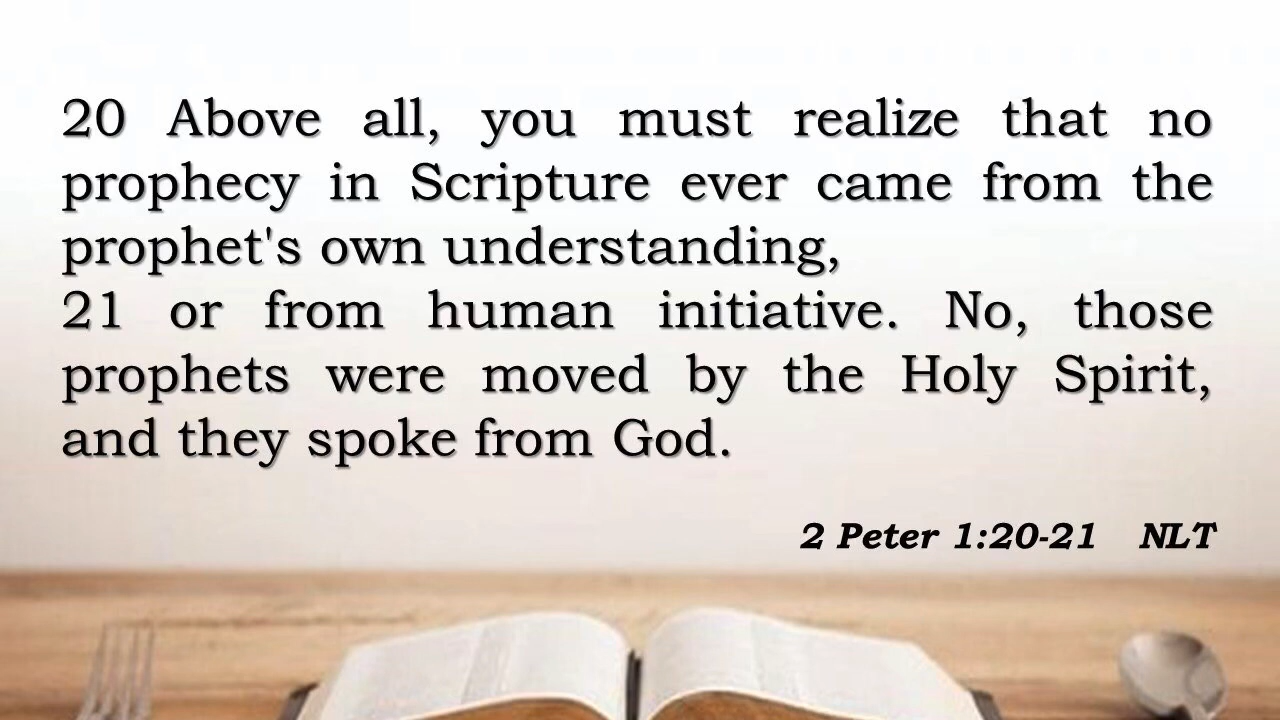 20 Above all, you must realize that no
prophecy in Scripture ever came from the
prophet's own understanding,
21 or from human initiative. No, those
prophets were moved by the Holy Spirit,
and they spoke from God.
2 Peter 1:20-21 NLT